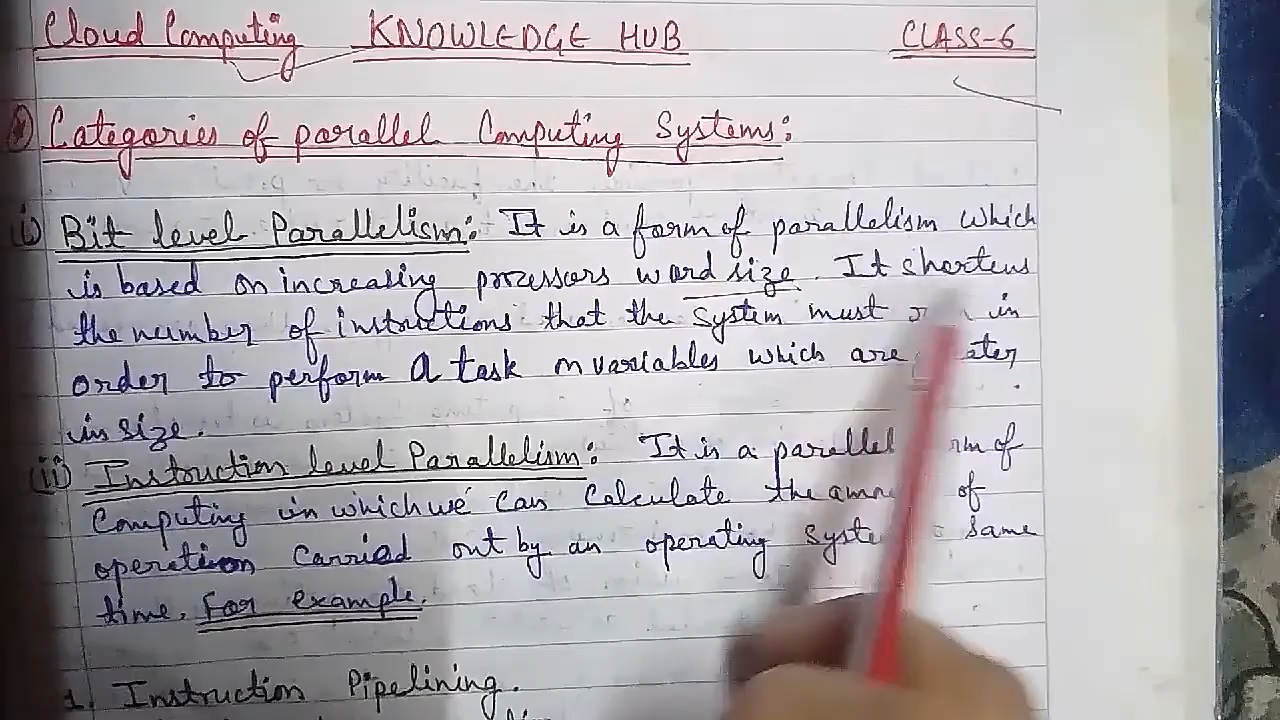 Cloud Computing KNOWLEDGE HUB CLASS-6
Categories of parallel Computing Systems:
i) Bit level Parallelism: It is a form of parallelism which
is based on increasing processors word size. It shortens
the number of instructions that the system must in
order to perform a task on variables which are
in size.
(ii) Instruction level Parallelism: It is a parallel of
Computing in which we can Calculate the of
operation Carried out by an operating same
time. For example.
1. Instruction Pipelining.